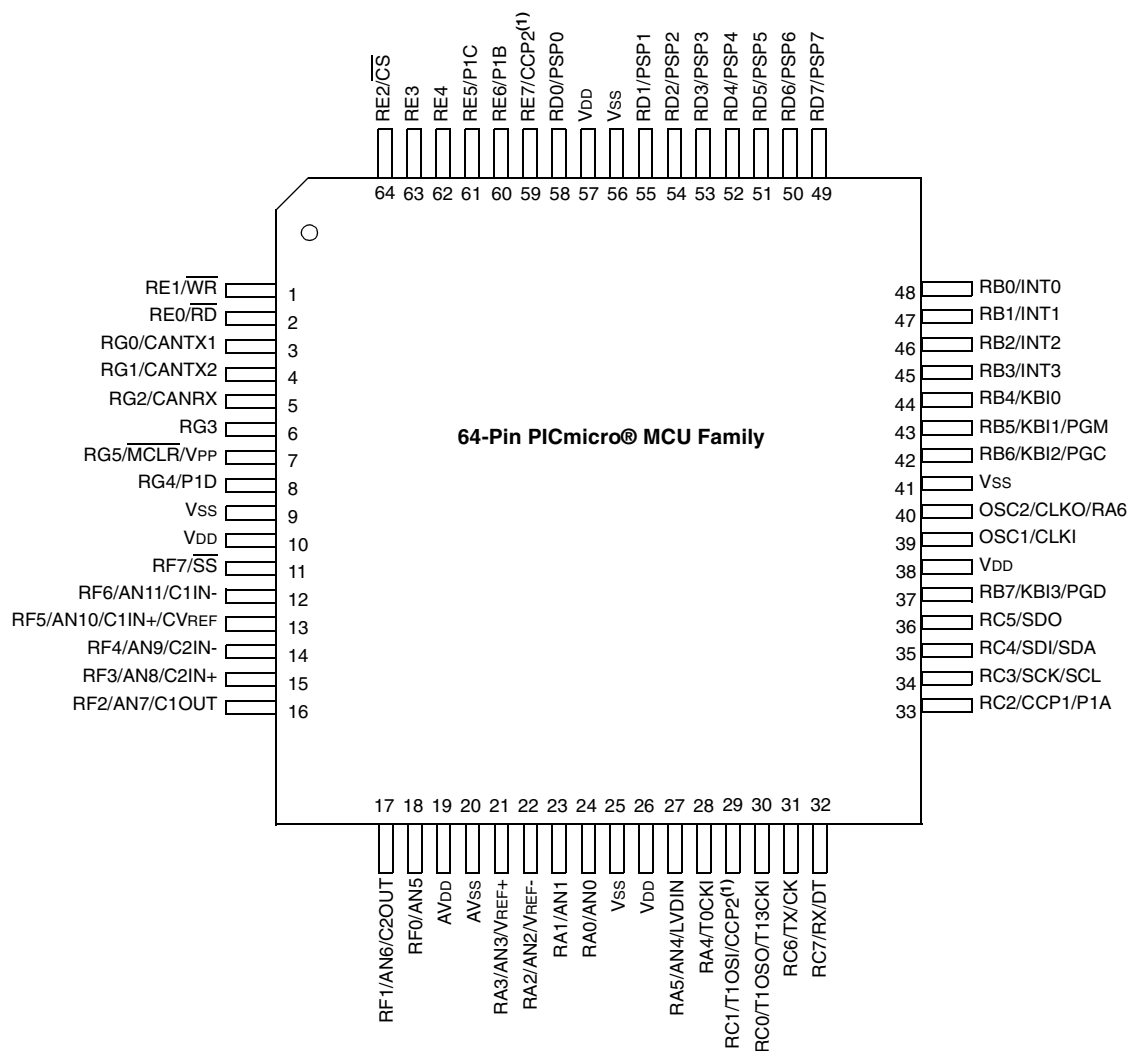 RE2/CS
RE3
RE4
RE5/P1C
RE6/P1B
RE7/CCP2(1)
RD0/PSP0
VDD
VSS
RD1/PSP1
RD2/PSP2
RD3/PSP3
RD4/PSP4
RD5/PSP5
RD6/PSP6
RD7/PSP7
64 63 62 61 60 59 58 57 56 55 54 53 52 51 50 49
RE1/WR 1
RE0/RD 2
RG0/CANTX1 3
RG1/CANTX2 4
RG2/CANRX 5
RG3 6
RG5/MCLR/VPP 7
RG4/P1D 8
VSS 9
VDD 10
RF7/SS 11
RF6/AN11/C1IN- 12
RF5/AN10/C1IN+/CVREF 13
RF4/AN9/C2IN- 14
RF3/AN8/C2IN+ 15
RF2/AN7/C1OUT 16
64-Pin PICmicro® MCU Family
48 RB0/INT0
47 RB1/INT1
46 RB2/INT2
45 RB3/INT3
44 RB4/KBI0
43 RB5/KBI1/PGM
42 RB6/KBI2/PGC
41 VSS
40 OSC2/CLKO/RA6
39 OSC1/CLKI
38 VDD
37 RB7/KBI3/PGD
36 RC5/SDO
35 RC4/SDI/SDA
34 RC3/SCK/SCL
33 RC2/CCP1/P1A
17 18 19 20 21 22 23 24 25 26 27 28 29 30 31 32
RF1/AN6/C2OUT
RF0/AN5
AVDD
AVSS
RA3/AN3/VREF+
RA2/AN2/VREF-
RA1/AN1
RA0/AN0
VSS
VDD
RA5/AN4/LVDIN
RA4/T0CKI
RC1/T1OSI/CCP2(1)
RC0/T1OSO/T13CKI
RC6/TX/CK
RC7/RX/DT